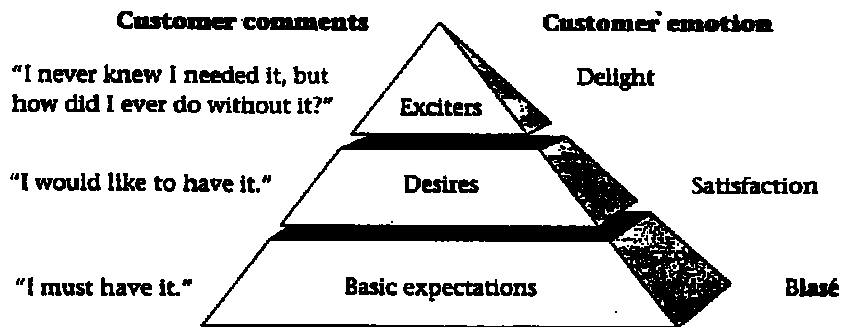 Customer comments Customer emotion
"I never knew I needed it, but
how did I ever do without it?" Exciters Delight
"I would like to have it." Desires Satisfaction
"I must have it." Basic expectations Blasé